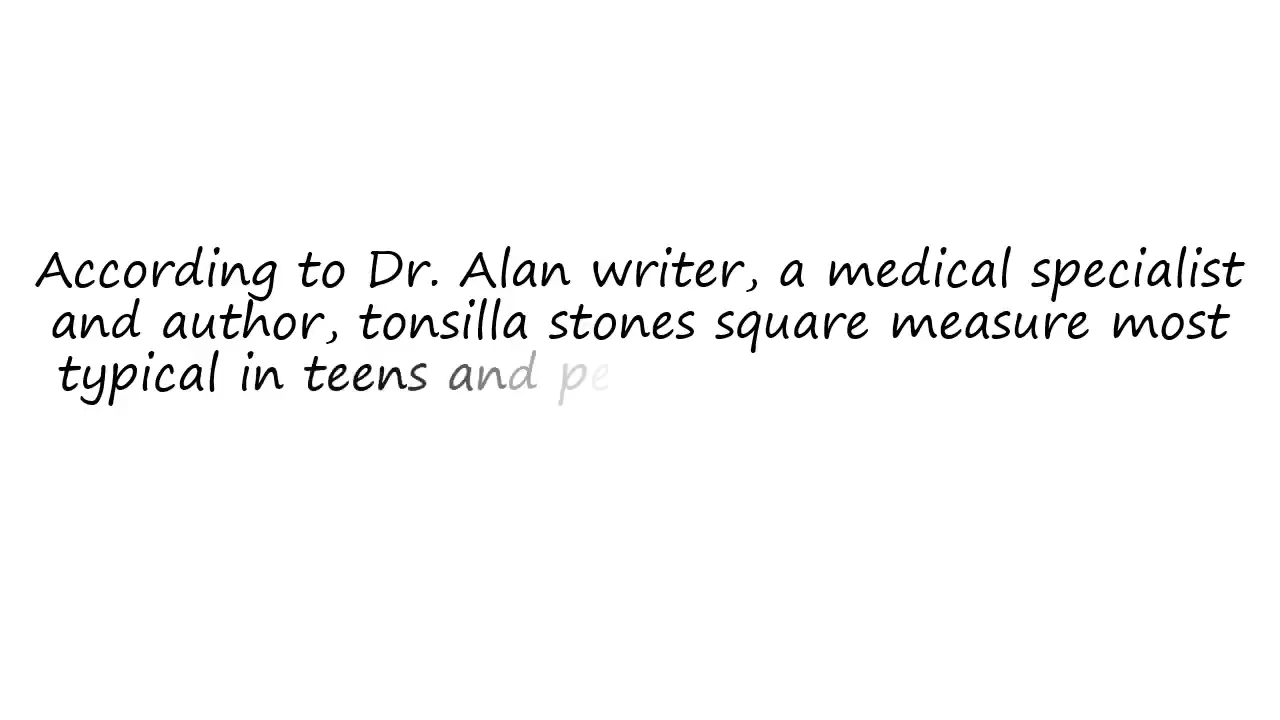 According to Dr. Alan writer, a medical specialist
and author, tonsilla stones square measure most
typical in teens and